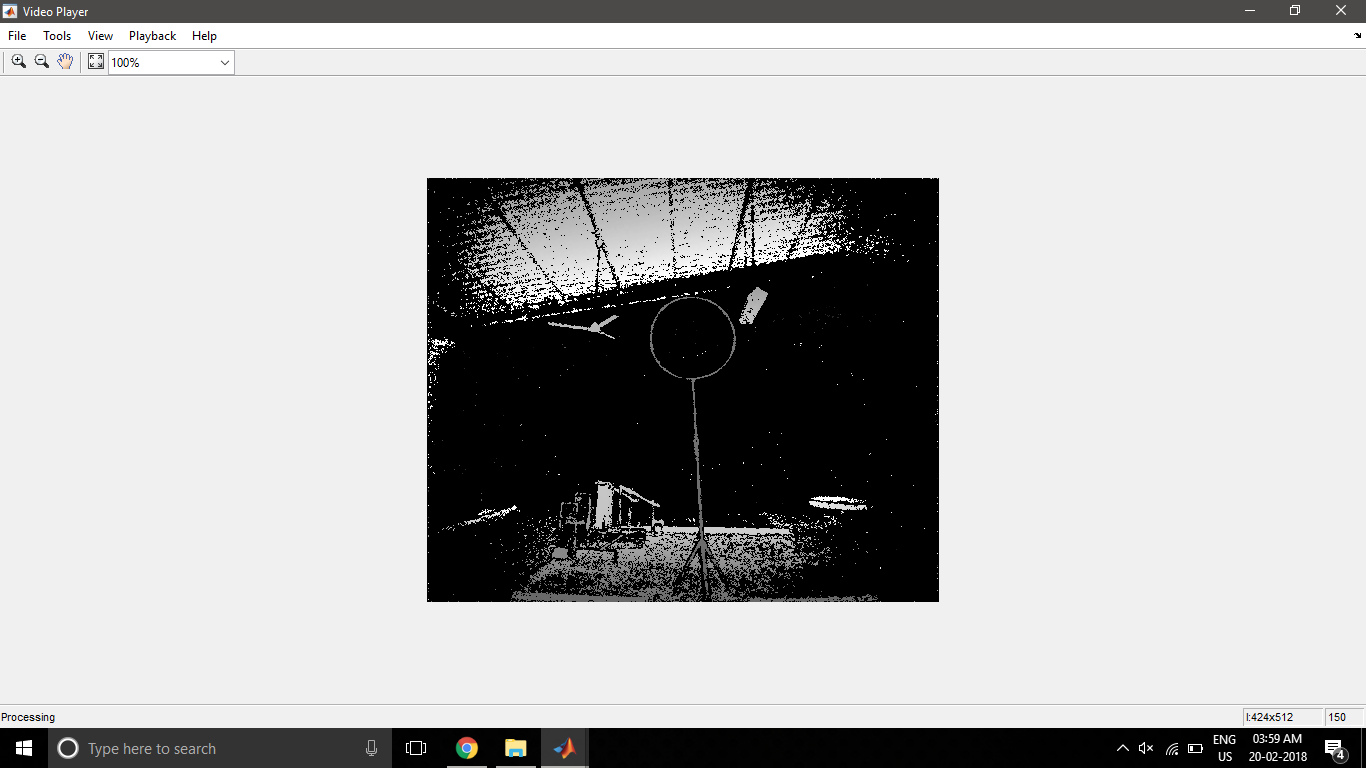 Video Player
File Tools View Playback Help
100%
Processing
I:424x512 150
Type here to search
ENG
US
03:59 AM
20-02-2018
4